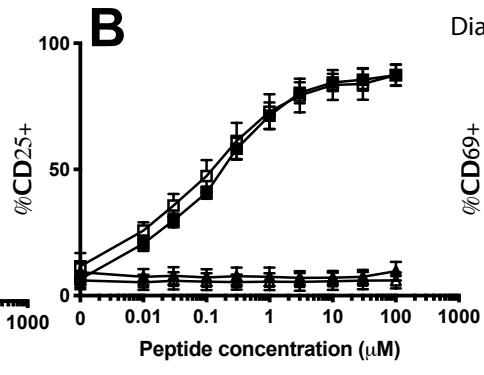 B
Dia
100
50
0
%CD25+
%CD69+
1000
0 0.01 0.1 1 10 100 1000
Peptide concentration (μM)